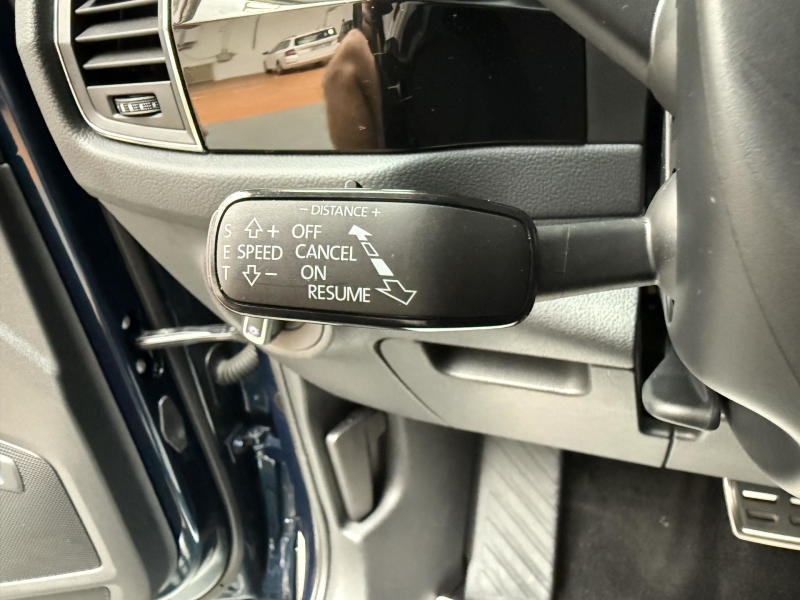 – DISTANCE +
S + OFF
E SPEED CANCEL
T – ON
RESUME